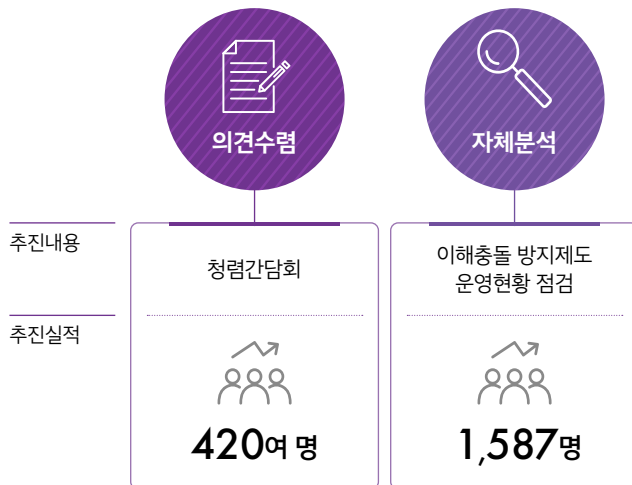 의견수렴
자체분석
추진내용
청렴간담회
이해충돌 방지제도
운영현황 점검
추진실적
420여 명
1,587명